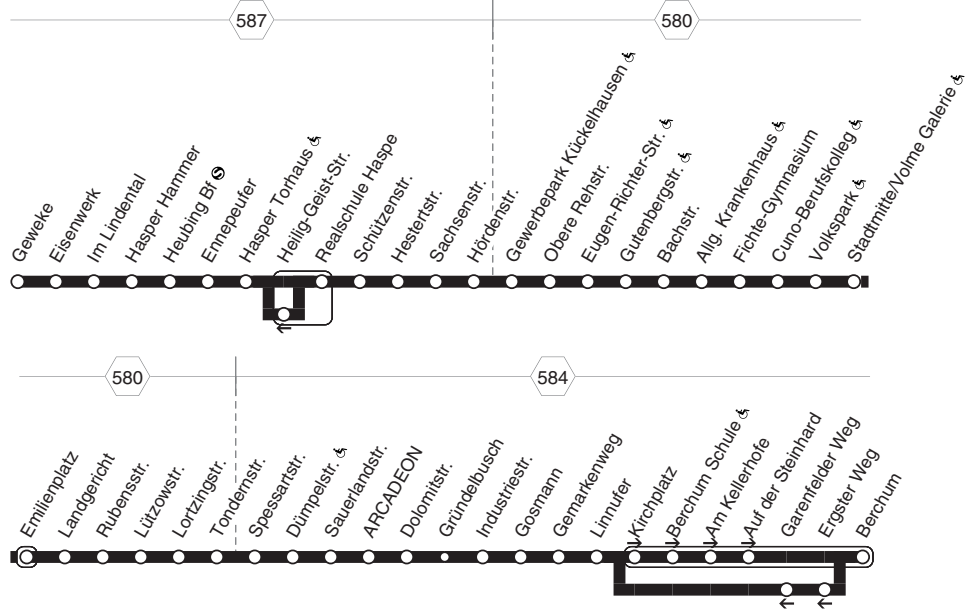 587
580
Geweke
Eisenwerk
Im Lindental
Hasper Hammer
Heubing Bf S
Ennepeufer
Hasper Torhaus
Heilig-Geist-Str.
Realschule Haspe
Schützenstr.
Hestertstr.
Sachsenstr.
Hördenstr.
Gewerbepark Kückelhausen
Obere Rehstr.
Eugen-Richter-Str.
Gutenbergstr.
Bachstr.
Allg. Krankenhaus
Fichte-Gymnasium
Cuno-Berufskolleg
Volkspark
Stadtmitte/Volme Galerie
580
584
Emilienplatz
Landgericht
Rubensstr.
Lützowstr.
Lortzingstr.
Tondernstr.
Spessartstr.
Dümpelstr.
Sauerlandstr.
ARCADEON
Dolomitstr.
Gründelbusch
Industriestr.
Gosmann
Gemarkenweg
Linnufer
Kirchplatz
Berchum Schule
Am Kellerhofe
Auf der Steinhard
Garenfelder Weg
Ergster Weg
Berchum